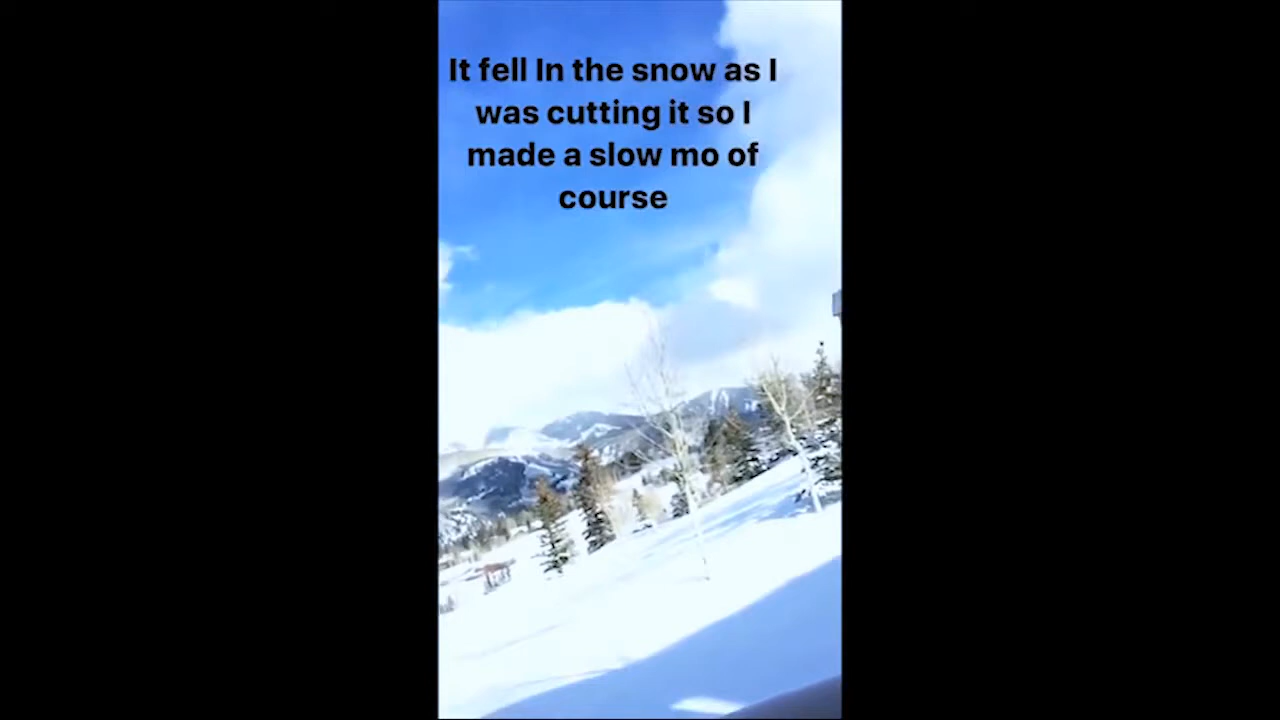 It fell In the snow as I
was cutting it so I
made a slow mo of
course